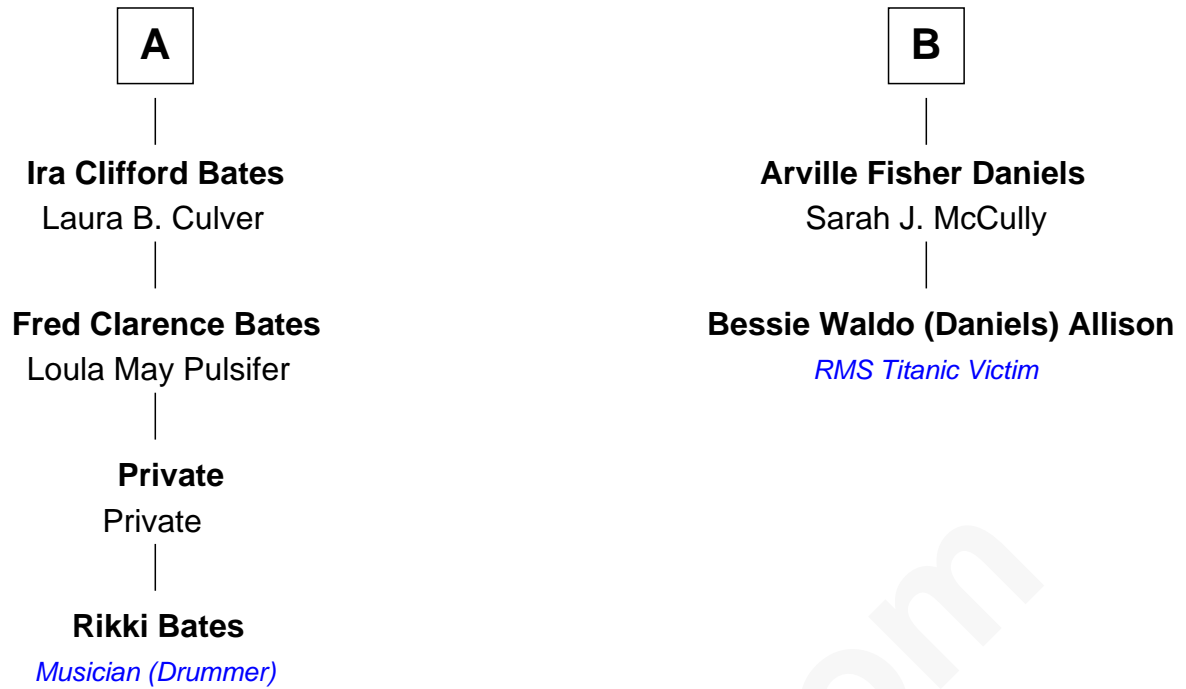 A
B
Ira Clifford Bates
Laura B. Culver
Arville Fisher Daniels
Sarah J. McCully
Fred Clarence Bates
Loula May Pulsifer
Bessie Waldo (Daniels) Allison
RMS Titanic Victim
Private
Private
Rikki Bates
Musician (Drummer)
om